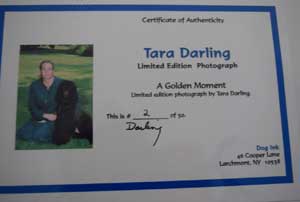 Certificate of Authenticity
Tara Darling
Limited Edition Photograph
A Golden Moment
Limited edition photograph by Tara Darling.
This is # 2 of 50
Darling
Dog Ink
46 Cooper Lane
Larchmont, NY 10538